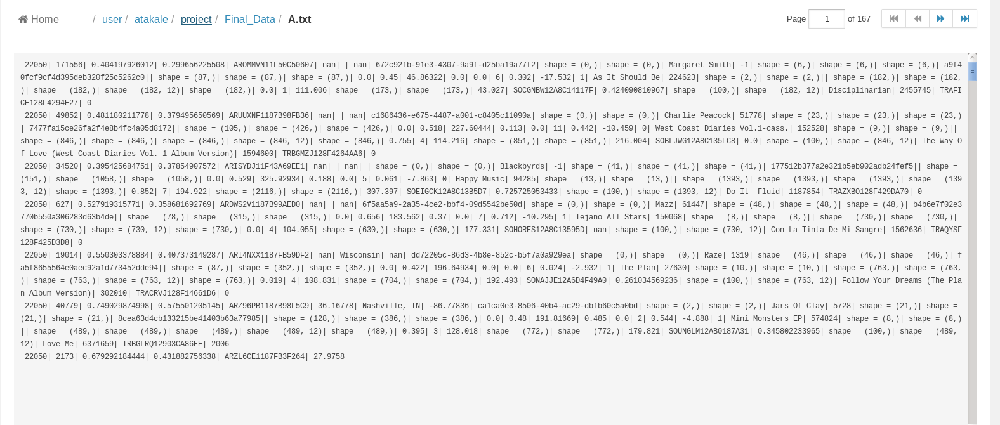 Home / user / atakale / project / Final_Data / A.txt
Page 1 of 167
22050| 171556| 0.404197926012| 0.299656225508| AROMMVN11F50C50607| nan| | nan| 672c92fb-91e3-4307-9a9f-d25ba19a77f2| shape = (0,)| shape = (0,)| Margaret Smith| -1| shape = (6,)| shape = (6,)| shape = (6,)| a9f4
0fcf9cf4d395deb320f25c5262c0|| shape = (87,)| shape = (87,)| shape = (87,)| 0.0| 0.45| 46.86322| 0.0| 0.0| 6| 0.302| -17.532| 1| As It Should Be| 224623| shape = (2,)| shape = (2,)|| shape = (182,)| shape = (182,
)| shape = (182,)| shape = (182, 12)| shape = (182,)| 0.0| 1| 111.006| shape = (173,)| shape = (173,)| 43.027| SOCGNBW12A8C14117F| 0.424090810967| shape = (100,)| shape = (182, 12)| Disciplinarian| 2455745| TRAFI
CE128F4294E27| 0
22050| 49852| 0.481180211778| 0.379495650569| ARUUXNF1187B98FB36| nan| | nan| c1686436-e675-4487-a001-c8405c11090a| shape = (0,)| shape = (0,)| Charlie Peacock| 51778| shape = (23,)| shape = (23,)| shape = (23,)
| 7477fa15ce26fa2f4e8b4fc4a05d8172|| shape = (105,)| shape = (426,)| shape = (426,)| 0.0| 0.518| 227.60444| 0.113| 0.0| 11| 0.442| -10.459| 0| West Coast Diaries Vol.1-cass.| 152528| shape = (9,)| shape = (9,)||
shape = (846,)| shape = (846,)| shape = (846,)| shape = (846, 12)| shape = (846,)| 0.755| 4| 114.216| shape = (851,)| shape = (851,)| 216.004| SOBLJWG12A8C135FC8| 0.0| shape = (100,)| shape = (846, 12)| The Way O
f Love (West Coast Diaries Vol. 1 Album Version)| 1594600| TRBGMZJ128F4264AA6| 0
22050| 34520| 0.395425684751| 0.37854907572| ARISYDJ11F43A69EE1| nan| | nan| | shape = (0,)| shape = (0,)| Blackbyrds| -1| shape = (41,)| shape = (41,)| shape = (41,)| 177512b377a2e321b5eb902adb24fef5|| shape =
(151,)| shape = (1058,)| shape = (1058,)| 0.0| 0.529| 325.92934| 0.188| 0.0| 5| 0.061| -7.863| 0| Happy Music| 94285| shape = (13,)| shape = (13,)|| shape = (1393,)| shape = (1393,)| shape = (1393,)| shape = (139
3, 12)| shape = (1393,)| 0.852| 7| 194.922| shape = (2116,)| shape = (2116,)| 307.397| SOEIGCK12A8C13B5D7| 0.725725053433| shape = (100,)| shape = (1393, 12)| Do It_ Fluid| 1187854| TRAZXBO128F429DA70| 0
22050| 627| 0.527919315771| 0.358681692769| ARDWS2V1187B99AED0| nan| | nan| 6f5aa5a9-2a35-4ce2-bbf4-09d5542be50d| shape = (0,)| shape = (0,)| Mazz| 61447| shape = (48,)| shape = (48,)| shape = (48,)| b4b6e7f02e3
770b550a306283d63b4de|| shape = (78,)| shape = (315,)| shape = (315,)| 0.0| 0.656| 183.562| 0.37| 0.0| 7| 0.712| -10.295| 1| Tejano All Stars| 150068| shape = (8,)| shape = (8,)|| shape = (730,)| shape = (730,)|
shape = (730,)| shape = (730, 12)| shape = (730,)| 0.0| 4| 104.055| shape = (630,)| shape = (630,)| 177.331| SOHORES12A8C13595D| nan| shape = (100,)| shape = (730, 12)| Con La Tinta De Mi Sangre| 1562636| TRAQYSF
128F425D3D8| 0
22050| 19014| 0.550303378884| 0.407373149287| ARI4NXX1187FB59DF2| nan| Wisconsin| nan| dd72205c-86d3-4b8e-852c-b5f7a0a929ea| shape = (0,)| shape = (0,)| Raze| 1319| shape = (46,)| shape = (46,)| shape = (46,)| f
a5f8655564e0aec92a1d773452dde94|| shape = (87,)| shape = (352,)| shape = (352,)| 0.0| 0.422| 196.64934| 0.0| 0.0| 6| 0.024| -2.932| 1| The Plan| 27630| shape = (10,)| shape = (10,)|| shape = (763,)| shape = (763,
)| shape = (763,)| shape = (763, 12)| shape = (763,)| 0.019| 4| 108.831| shape = (704,)| shape = (704,)| 192.493| SONAJJE12A6D4F49A0| 0.261034569236| shape = (100,)| shape = (763, 12)| Follow Your Dreams (The Pla
n Album Version)| 302010| TRACRVJ128F14661D6| 0
22050| 40779| 0.749029874998| 0.575501205145| ARZ96PB1187B98F5C9| 36.16778| Nashville, TN| -86.77836| ca1ca0e3-8506-40b4-ac29-dbfb60c5a0bd| shape = (2,)| shape = (2,)| Jars Of Clay| 5728| shape = (21,)| shape =
(21,)| shape = (21,)| 8cea63d4cb133215be41403b63a77985|| shape = (128,)| shape = (386,)| shape = (386,)| 0.0| 0.48| 191.81669| 0.485| 0.0| 2| 0.544| -4.888| 1| Mini Monsters EP| 574824| shape = (8,)| shape = (8,)
|| shape = (489,)| shape = (489,)| shape = (489,)| shape = (489, 12)| shape = (489,)| 0.395| 3| 128.018| shape = (772,)| shape = (772,)| 179.821| SOUNGLM12AB0187A31| 0.345802233965| shape = (100,)| shape = (489,
12)| Love Me| 6371659| TRBGLRQ12903CA86EE| 2006
22050| 2173| 0.679292184444| 0.431882756338| ARZL6CE1187FB3F264| 27.9758